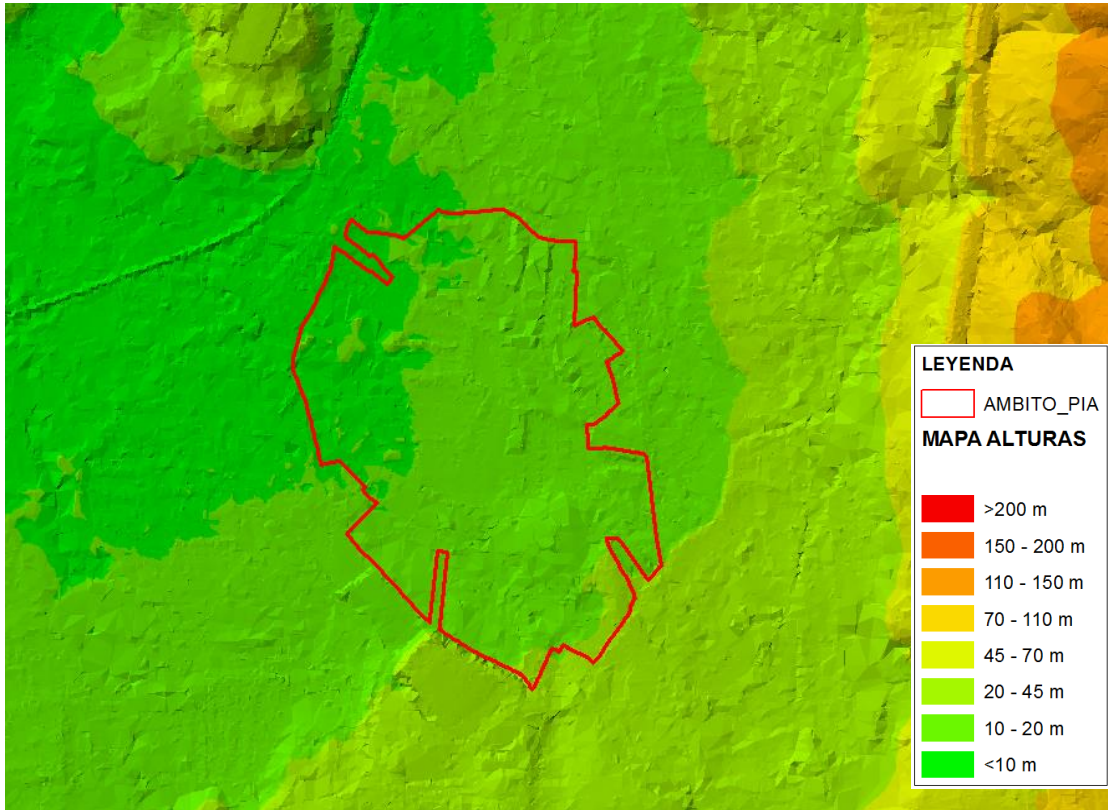 LEYENDA
AMBITO_PIA
MAPA ALTURAS
>200 m
150 - 200 m
110 - 150 m
70 - 110 m
45 - 70 m
20 - 45 m
10 - 20 m
<10 m